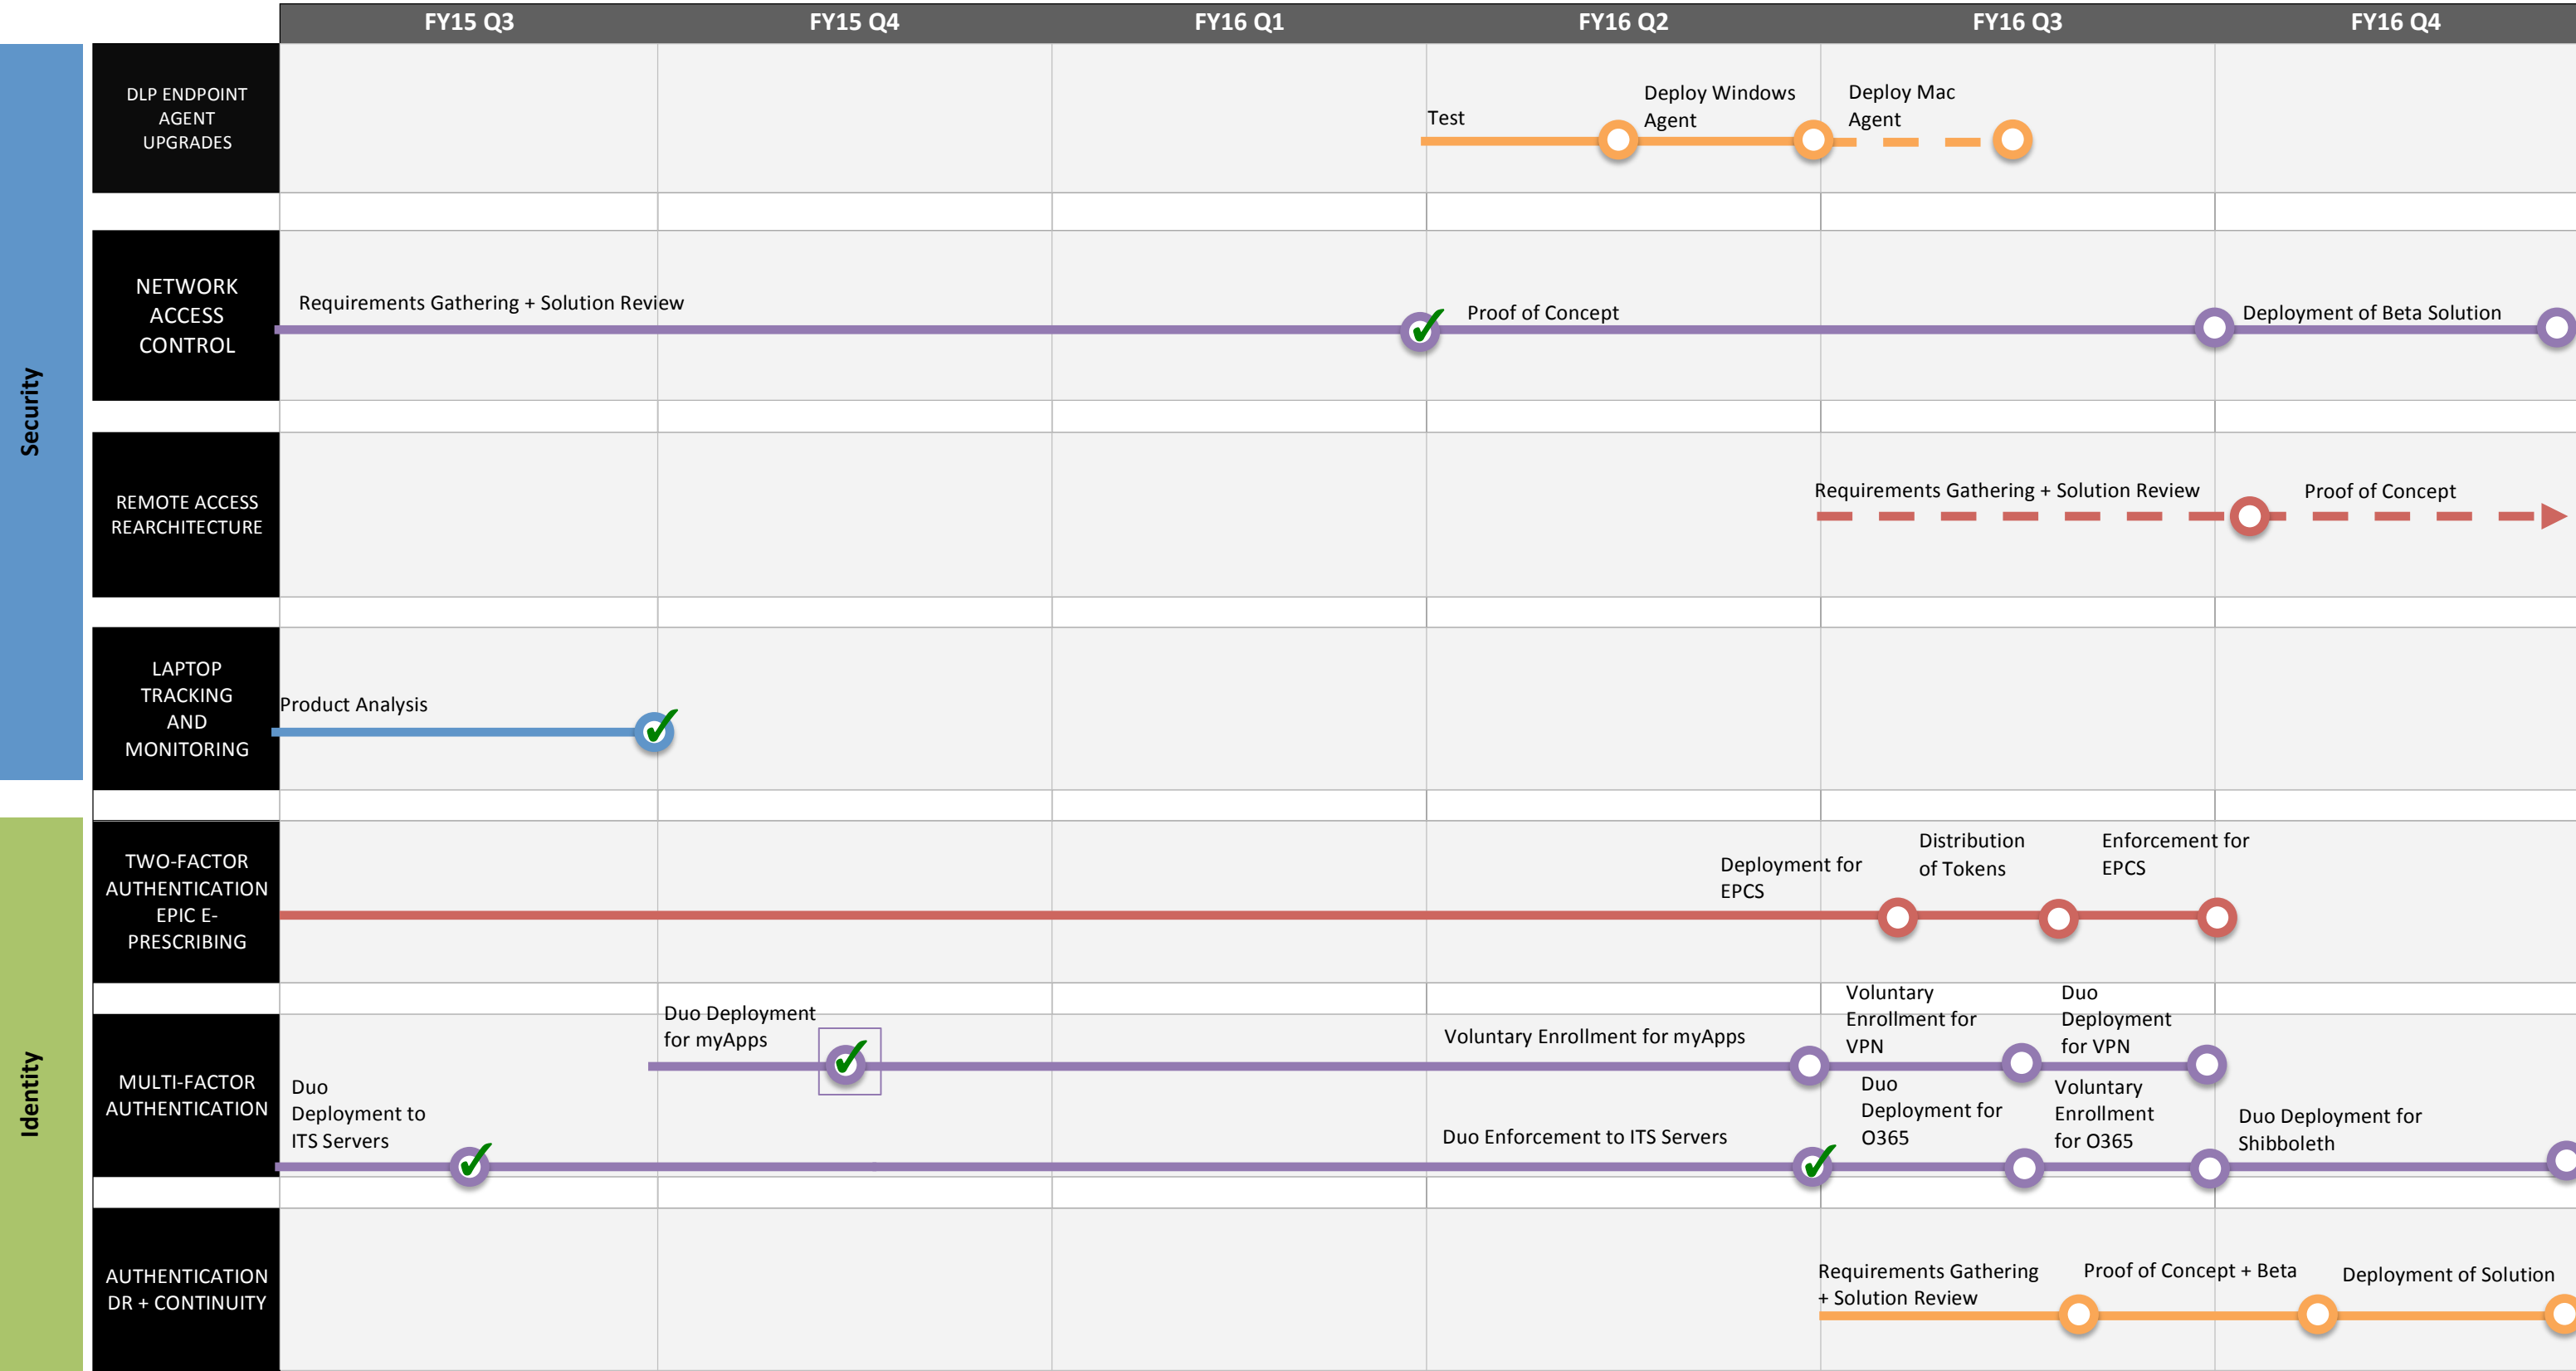 FY15 Q3
FY15 Q4
FY16 Q1
FY16 Q2
FY16 Q3
FY16 Q4
Security
DLP ENDPOINT
AGENT
UPGRADES
Test
Deploy Windows
Agent
Deploy Mac
Agent
NETWORK
ACCESS
CONTROL
Requirements Gathering + Solution Review
Proof of Concept
Deployment of Beta Solution
REMOTE ACCESS
REARCHITECTURE
Requirements Gathering + Solution Review
Proof of Concept
LAPTOP
TRACKING
AND
MONITORING
Product Analysis
Identity
TWO-FACTOR
AUTHENTICATION
EPIC E-
PRESCRIBING
Deployment for
EPCS
Distribution
of Tokens
Enforcement for
EPCS
MULTI-FACTOR
AUTHENTICATION
Duo Deployment
for myApps
Voluntary Enrollment for myApps
Voluntary
Enrollment for
VPN
Duo
Deployment
for VPN
Duo
Deployment to
ITS Servers
Duo Enforcement to ITS Servers
Duo
Deployment for
O365
Voluntary
Enrollment
for O365
Duo Deployment for
Shibboleth
AUTHENTICATION
DR + CONTINUITY
Requirements Gathering
+ Solution Review
Proof of Concept + Beta
Deployment of Solution